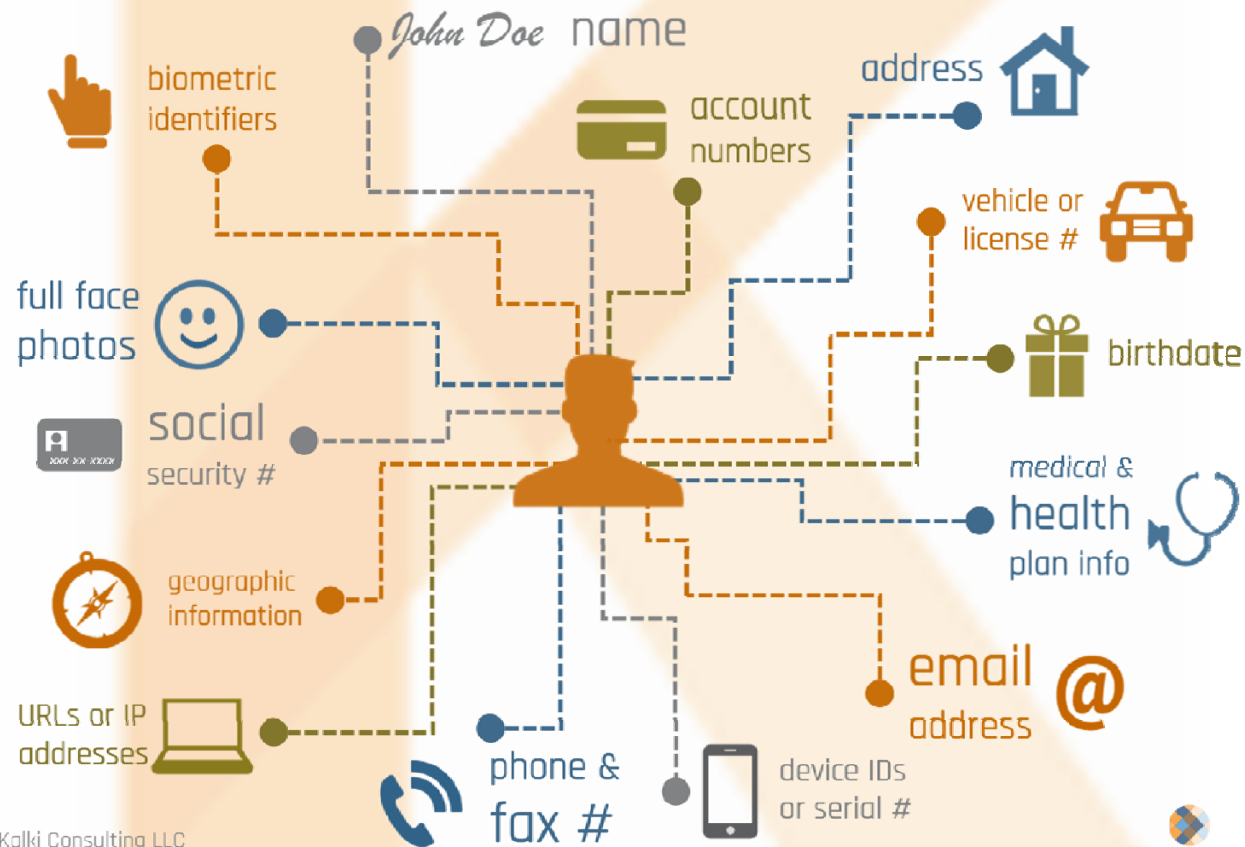 John Doe name
biometric
identifiers
account
numbers
address
vehicle or
license #
full face
photos
birthdate
social
security #
XXX XX XXXX
medical &
health
plan info
geographic
information
email
address
@
URLs or IP
addresses
phone &
fax #
device IDs
or serial #
Kalki Consulting LLC